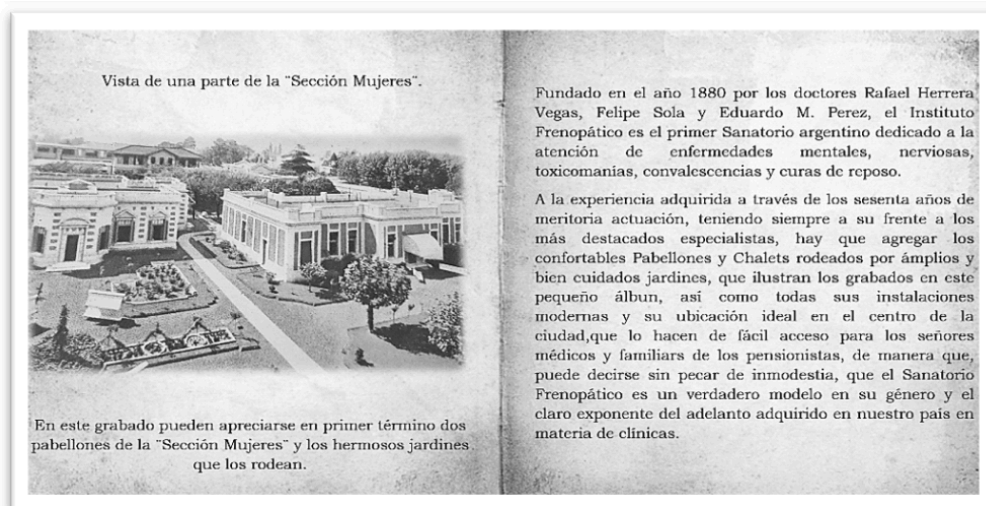 Vista de una parte de la "Sección Mujeres".
En este grabado pueden apreciarse en primer término dos
pabellones de la "Sección Mujeres" y los hermosos jardines
que los rodean.
Fundado en el año 1880 por los doctores Rafael Herrera
Vegas, Felipe Sola y Eduardo M. Perez, el Instituto
Frenopático es el primer Sanatorio argentino dedicado a la
atención de enfermedades mentales, nerviosas,
toxicomanías, convalescencias y curas de reposo.
A la experiencia adquirida a través de los sesenta años de
meritoria actuación, teniendo siempre a su frente a los
más destacados especialistas, hay que agregar los
confortables Pabellones y Chalets rodeados por ámplios y
bien cuidados jardines, que ilustran los grabados en este
pequeño álbun, así como todas sus instalaciones
modernas y su ubicación ideal en el centro de la
ciudad,que lo hacen de fácil acceso para los señores
médicos y familiars de los pensionistas, de manera que,
puede decirse sin pecar de inmodestia, que el Sanatorio
Frenopático es un verdadero modelo en su género y el
claro exponente del adelanto adquirido en nuestro país en
materia de clínicas.